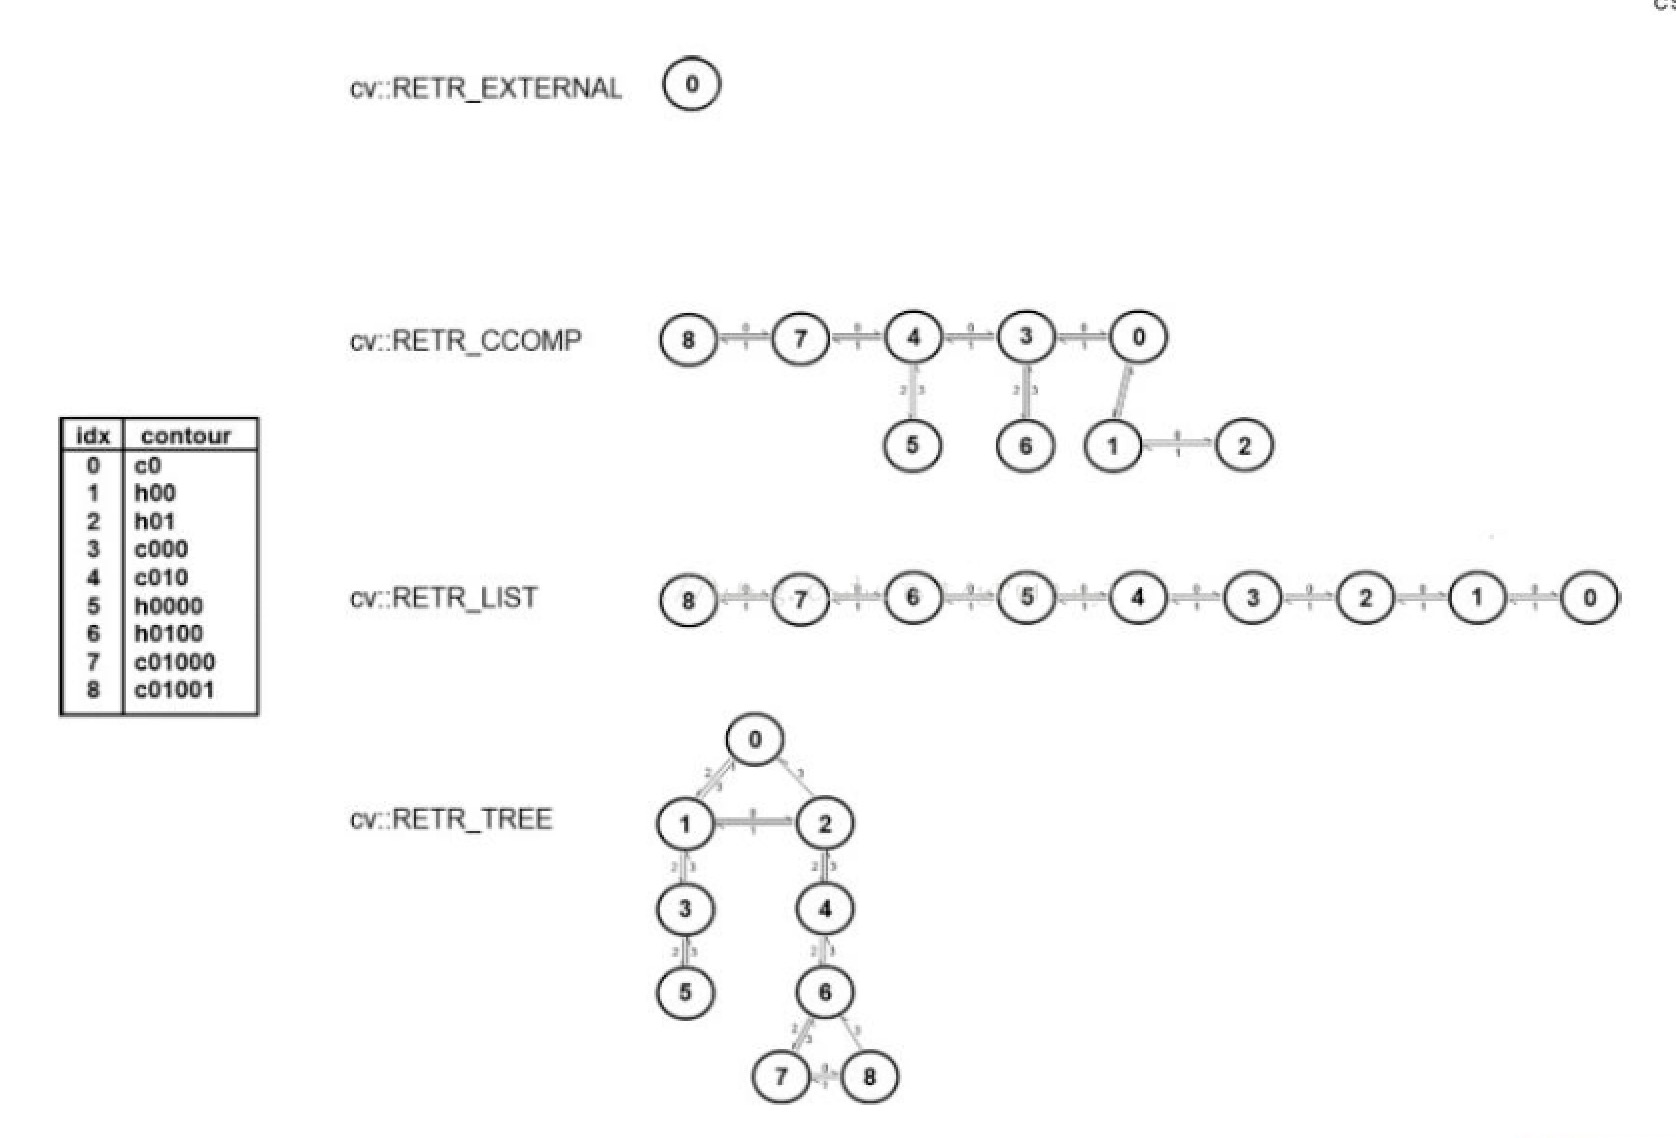 cv::RETR_EXTERNAL 0
cv::RETR_CCOMP 8 7 4 3 0
5 6 1 2
idx contour
0 c0
1 h00
2 h01
3 c000
4 c010
5 h0000
6 h0100
7 c01000
8 c01001
cv::RETR_LIST 8 7 6 5 4 3 2 1 0
0
cv::RETR_TREE 1 2
3 4
5 6
7 8